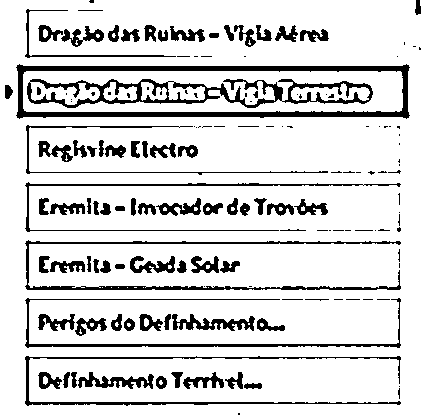 Dragão das Ruínas – Vigia Aérea
Dragão das Ruínas – Vigia Terrestre
Regisvine Electro
Eremita – Invocador de Trovões
Eremita – Geada Solar
Perigos do Definhamento...
Definhamento Terrível...